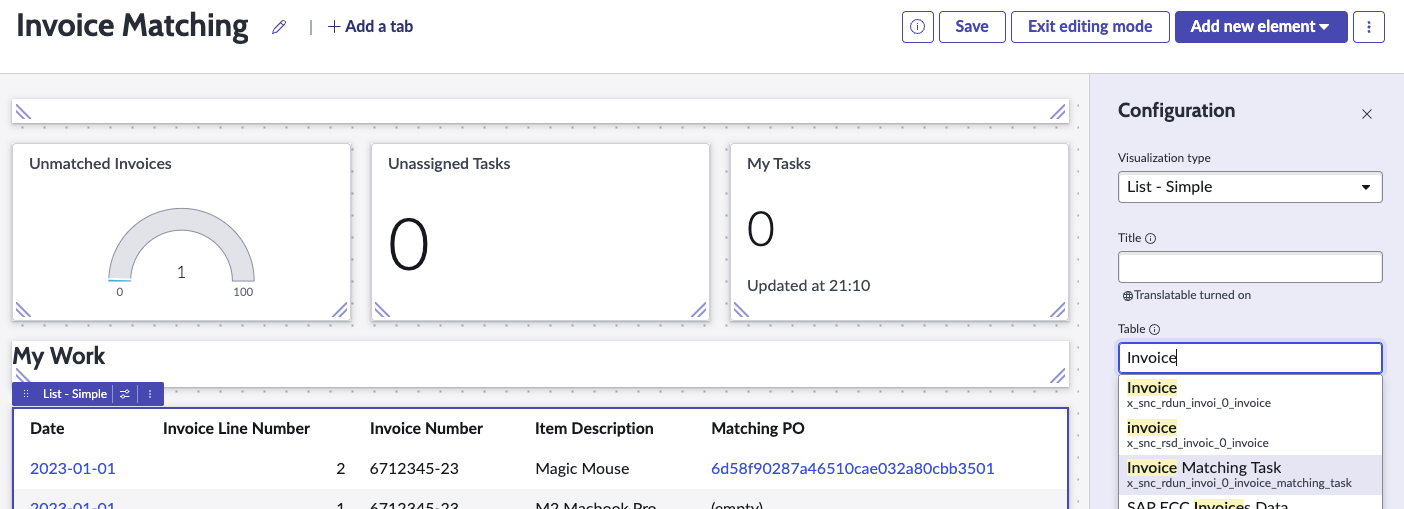 Invoice Matching
Add a tab
Save
Exit editing mode
Add new element
Unmatched Invoices
1
0
100
Unassigned Tasks
0
My Tasks
0
Updated at 21:10
My Work
List - Simple
Date Invoice Line Number Invoice Number Item Description Matching PO
2023-01-01 2 6712345-23 Magic Mouse 6d58f90287a46510cae032a80cbb3501
2023-01-01 1 6712345-23 M2 Macbook Pro (empty)
Configuration
Visualization type
List - Simple
Title
Translatable turned on
Table
Invoice
Invoice
x_snc_rdun_invoi_0_invoice
invoice
x_snc_rsd_invoic_0_invoice
Invoice Matching Task
x_snc_rdun_invoi_0_invoice_matching_task
SAP ECC Invoices Data